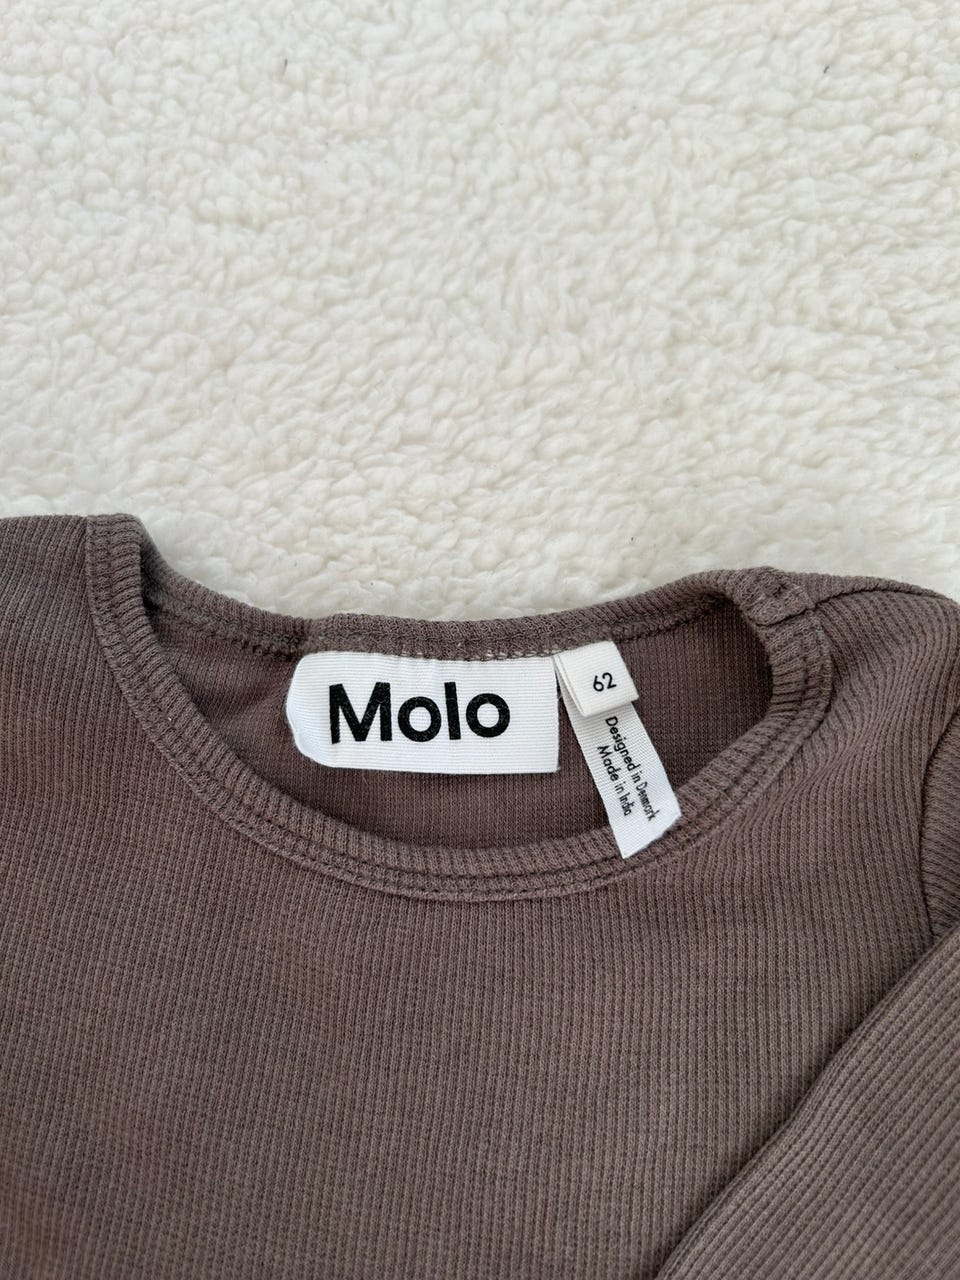 Molo
62
Designed in Denmark
Made in India